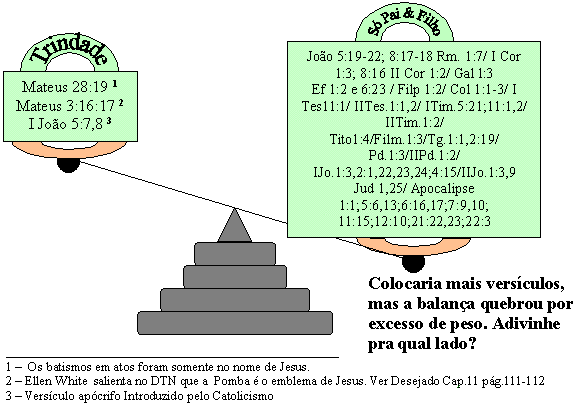 Trindade
Mateus 28:19 1
Mateus 3:16:17 2
I João 5:7,8 3
Só Pai & Filho
João 5:19-22; 8:17-18 Rm. 1:7/ I Cor
1:3; 8:16 II Cor 1:2/ Gal 1:3
Ef 1:2 e 6:23 / Filp 1:2/ Col 1:1-3/ I
Tes11:1/ IITes.1:1,2/ ITim.5:21;11:1,2/
IITim.1:2/
Tito1:4/Film.1:3/Tg.1:1,2:19/
Pd.1:3/IIPd.1:2/
IJo.1:3,2:1,22,23,24;4:15/IIJo.1:3,9
Jud 1,25/ Apocalipse
1:1;5:6,13;6:16,17;7:9,10;
11:15;12:10;21:22,23;22:3
Colocaria mais versículos,
mas a balança quebrou por
excesso de peso. Adivinhe
pra qual lado?
1 – Os batismos em atos foram somente no nome de Jesus.
2 – Ellen White salienta no DTN que a Pomba é o emblema de Jesus. Ver Desejado Cap.11 pág.111-112
3 – Versículo apócrifo Introduzido pelo Catolicismo